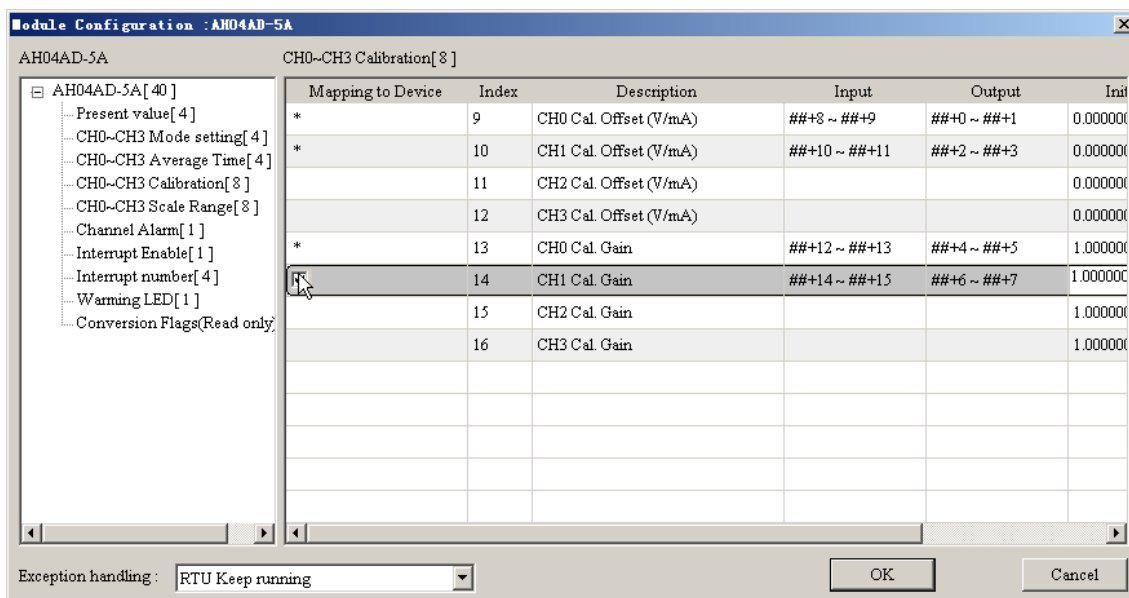 Module Configuration :AH04AD-5A
AH04AD-5A
CH0~CH3 Calibration[ 8 ]
AH04AD-5A[ 40 ]
Present value[ 4 ]
CH0~CH3 Mode setting[ 4 ]
CH0~CH3 Average Time[ 4 ]
CH0~CH3 Calibration[ 8 ]
CH0~CH3 Scale Range[ 8 ]
Channel Alarm[ 1 ]
Interrupt Enable[ 1 ]
Interrupt number[ 4 ]
Warming LED[ 1 ]
Conversion Flags(Read only)
Mapping to Device Index Description Input Output Init
* 9 CH0 Cal. Offset (V/mA) ##+8 ~ ##+9 ##+0 ~ ##+1 0.000000
* 10 CH1 Cal. Offset (V/mA) ##+10 ~ ##+11 ##+2 ~ ##+3 0.000000
11 CH2 Cal. Offset (V/mA) 0.000000
12 CH3 Cal. Offset (V/mA) 0.000000
* 13 CH0 Cal. Gain ##+12 ~ ##+13 ##+4 ~ ##+5 1.000000
14 CH1 Cal. Gain ##+14 ~ ##+15 ##+6 ~ ##+7 1.000000
15 CH2 Cal. Gain 1.000000
16 CH3 Cal. Gain 1.000000
Exception handling : RTU Keep running
OK
Cancel